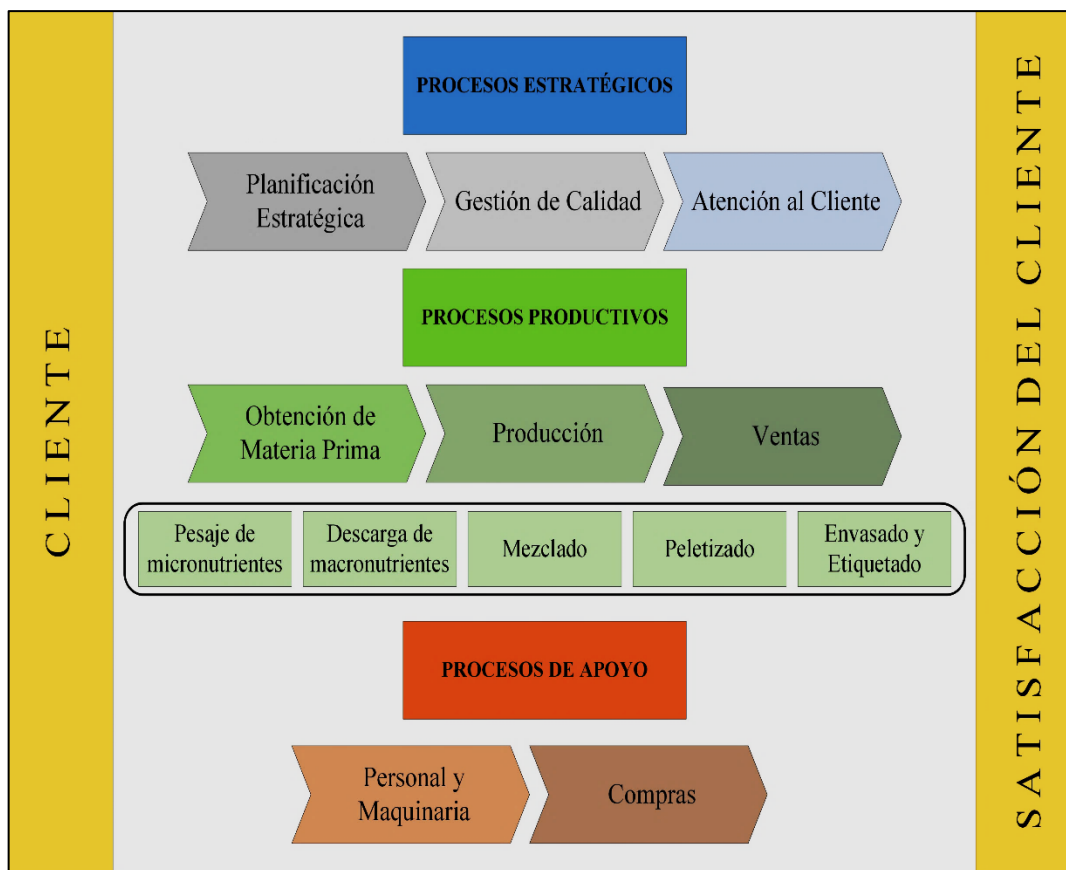 CLIENTE
PROCESOS ESTRATÉGICOS
Planificación
Estratégica
Gestión de Calidad
Atención al Cliente
PROCESOS PRODUCTIVOS
Obtención de
Materia Prima
Producción
Ventas
Pesaje de
micronutrientes
Descarga de
macronutrientes
Mezclado
Peletizado
Envasado y
Etiquetado
PROCESOS DE APOYO
Personal y
Maquinaria
Compras
SATISFACCIÓN DEL CLIENTE